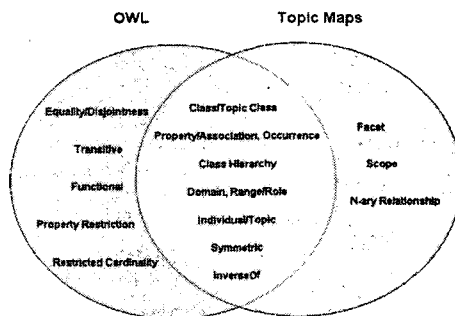 OWL
Topic Maps
Equality/Disjointness
Transitive
Functional
Property Restriction
Restricted Cardinality
Class/Topic Class
Property/Association, Occurrence
Class Hierarchy
Domain, Range/Role
Individual/Topic
Symmetric
InverseOf
Facet
Scope
N-ary Relationship